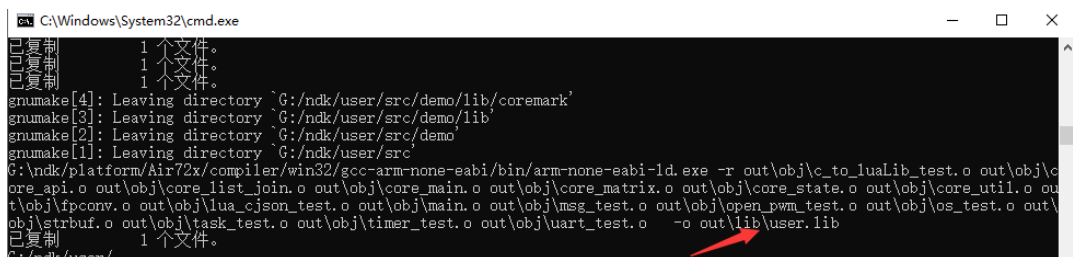 C:\Windows\System32\cmd.exe
已复制 1 个文件。
已复制 1 个文件。
已复制 1 个文件。
gnumake[4]: Leaving directory `G:/ndk/user/src/demo/lib/coremark'
gnumake[3]: Leaving directory `G:/ndk/user/src/demo/lib'
gnumake[2]: Leaving directory `G:/ndk/user/src/demo'
gnumake[1]: Leaving directory `G:/ndk/user/src'
G:\ndk/platform/Air72x/compiler/win32/gcc-arm-none-eabi/bin/arm-none-eabi-ld.exe -r out\obj\c_to_luaLib_test.o out\obj\c
ore_api.o out\obj\core_list_join.o out\obj\core_main.o out\obj\core_matrix.o out\obj\core_state.o out\obj\core_util.o ou
t\obj\fpconv.o out\obj\lua_cjson_test.o out\obj\main.o out\obj\msg_test.o out\obj\open_pwm_test.o out\obj\os_test.o out\
obj\strbuf.o out\obj\task_test.o out\obj\timer_test.o out\obj\uart_test.o -o out\lib\user.lib
已复制 1 个文件。
G:/ndk/user/